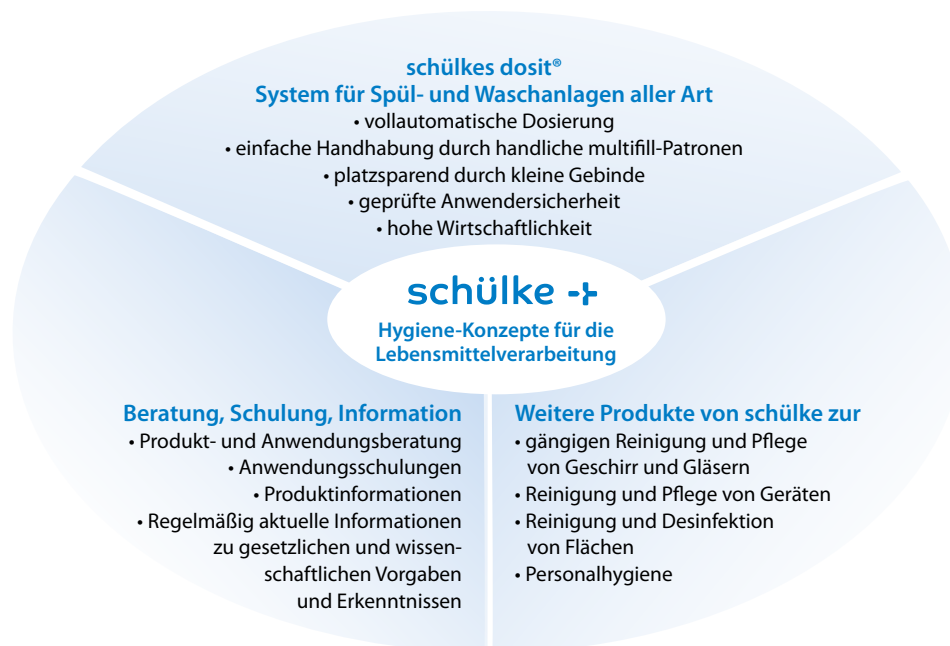 schülkes dosit®
System für Spül- und Waschanlagen aller Art
• vollautomatische Dosierung
• einfache Handhabung durch handliche multifill-Patronen
• platzsparend durch kleine Gebinde
• geprüfte Anwendersicherheit
• hohe Wirtschaftlichkeit
schülke -+
Hygiene-Konzepte für die
Lebensmittelverarbeitung
Beratung, Schulung, Information
• Produkt- und Anwendungsberatung
• Anwendungsschulungen
• Produktinformationen
• Regelmäßig aktuelle Informationen
zu gesetzlichen und wissen-
schaftlichen Vorgaben
und Erkenntnissen
Weitere Produkte von schülke zur
• gängigen Reinigung und Pflege
von Geschirr und Gläsern
• Reinigung und Pflege von Geräten
• Reinigung und Desinfektion
von Flächen
• Personalhygiene